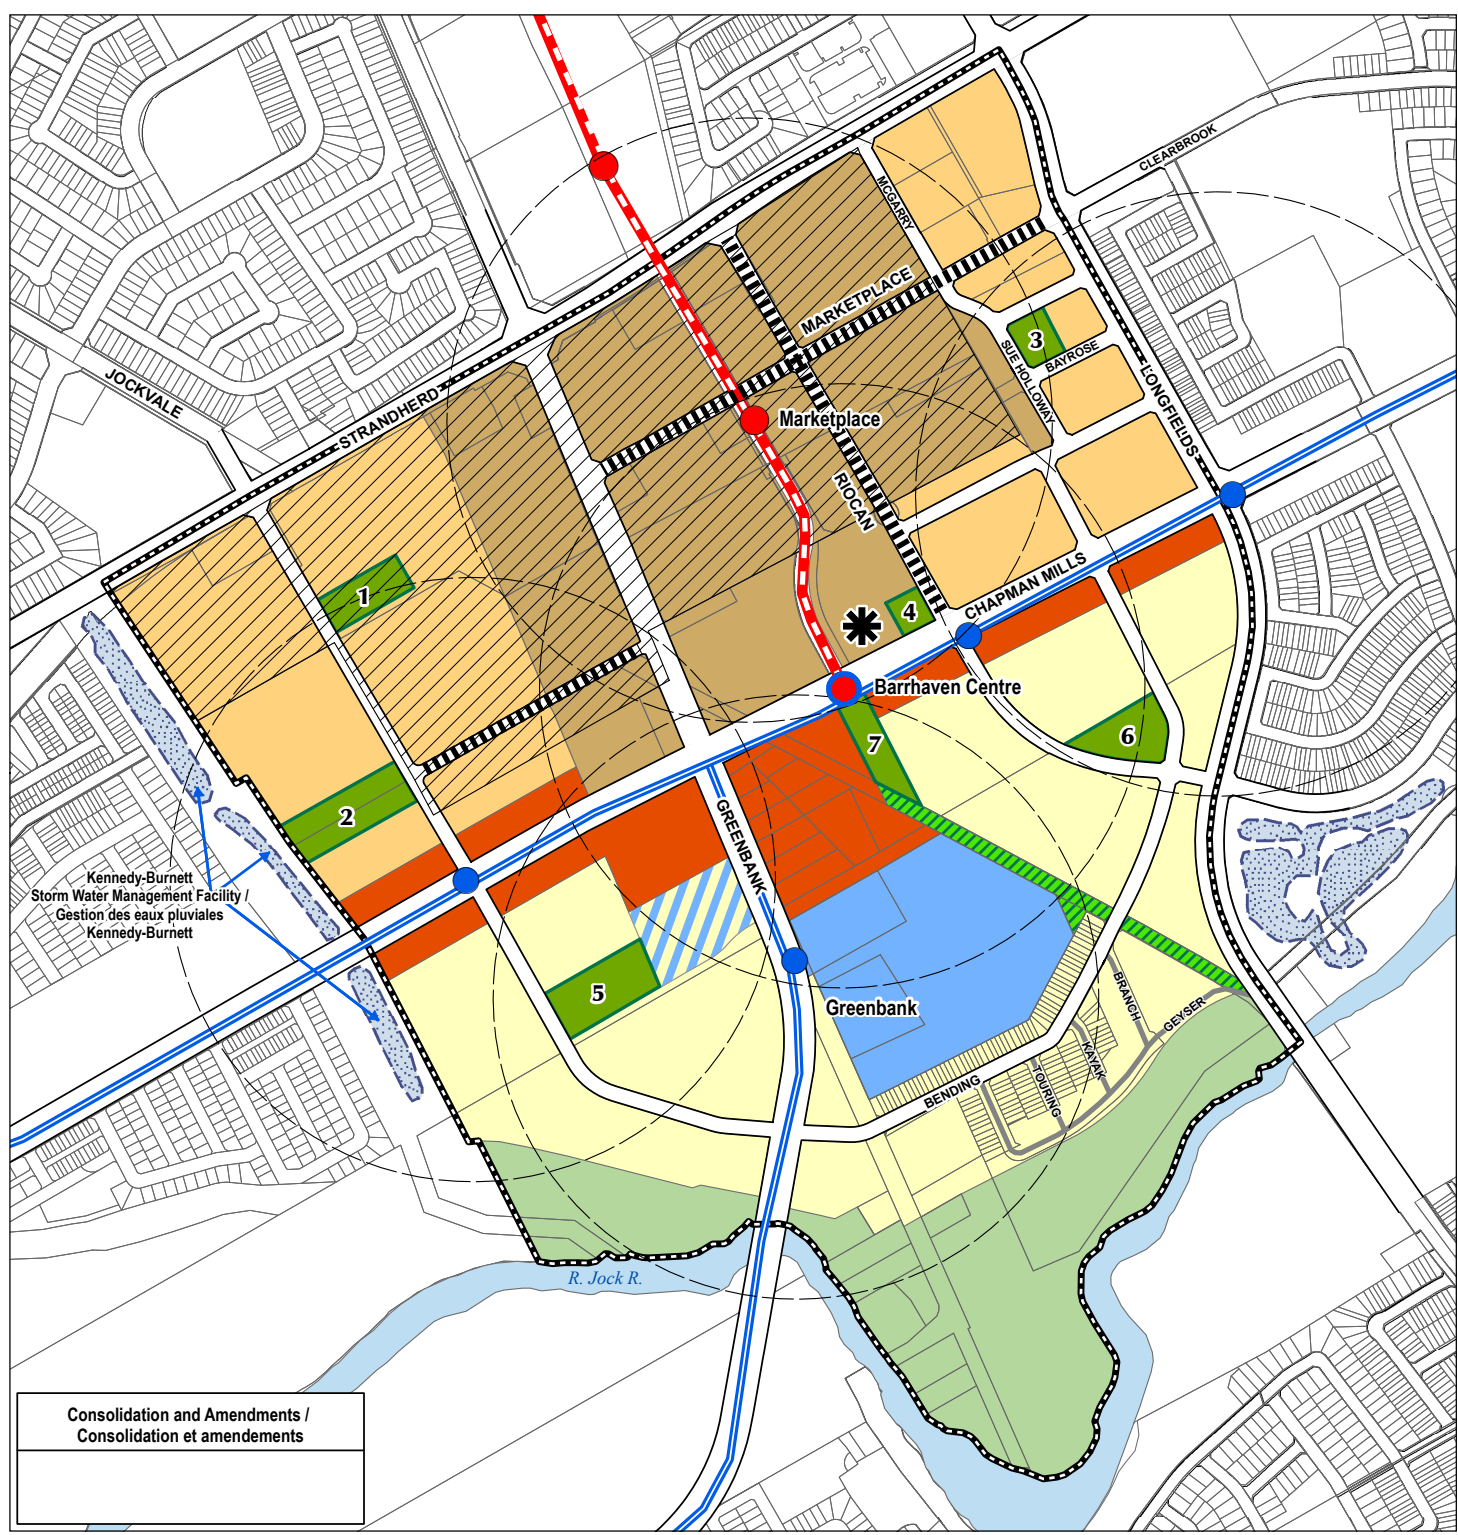 CLEARBROOK
MCGARRY
MARKETPLACE
3
SUE HOLLOWAY
BAYROSE
JOCKVALE
STRANDHERD
LONGFIELDS
Marketplace
RIOCAN
1
4
CHAPMAN MILLS
Barrhaven Centre
7
6
2
GREENBANK
Kennedy-Burnett
Storm Water Management Facility /
Gestion des eaux pluviales
Kennedy-Burnett
5
Greenbank
BRANCH
GEYSER
KAYAK
TOURING
BENDING
R. Jock R.
Consolidation and Amendments /
Consolidation et amendements